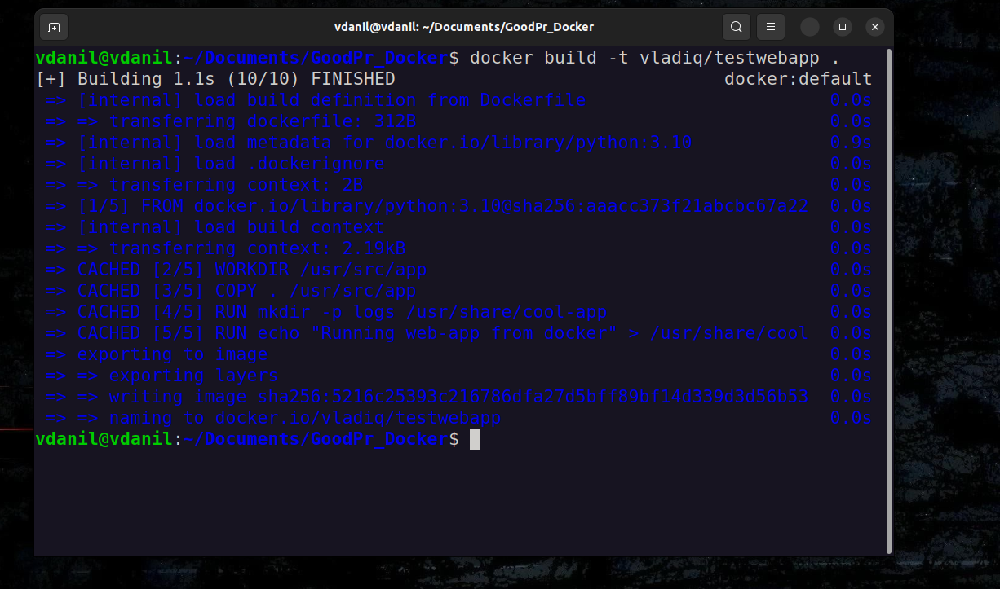 vdanil@vdanil: ~/Documents/GoodPr_Docker
vdanil@vdanil:~/Documents/GoodPr_Docker$ docker build -t vladiq/testwebapp .
[+] Building 1.1s (10/10) FINISHED docker:default
=> [internal] load build definition from Dockerfile 0.0s
=> => transferring dockerfile: 312B 0.0s
=> [internal] load metadata for docker.io/library/python:3.10 0.9s
=> [internal] load .dockerignore 0.0s
=> => transferring context: 2B 0.0s
=> [1/5] FROM docker.io/library/python:3.10@sha256:aaacc373f21abcbc67a22 0.0s
=> [internal] load build context 0.0s
=> => transferring context: 2.19kB 0.0s
=> CACHED [2/5] WORKDIR /usr/src/app 0.0s
=> CACHED [3/5] COPY . /usr/src/app 0.0s
=> CACHED [4/5] RUN mkdir -p logs /usr/share/cool-app 0.0s
=> CACHED [5/5] RUN echo "Running web-app from docker" > /usr/share/cool 0.0s
=> exporting to image 0.0s
=> => exporting layers 0.0s
=> => writing image sha256:5216c25393c216786dfa27d5bff89bf14d339d3d56b53 0.0s
=> => naming to docker.io/vladiq/testwebapp 0.0s
vdanil@vdanil:~/Documents/GoodPr_Docker$